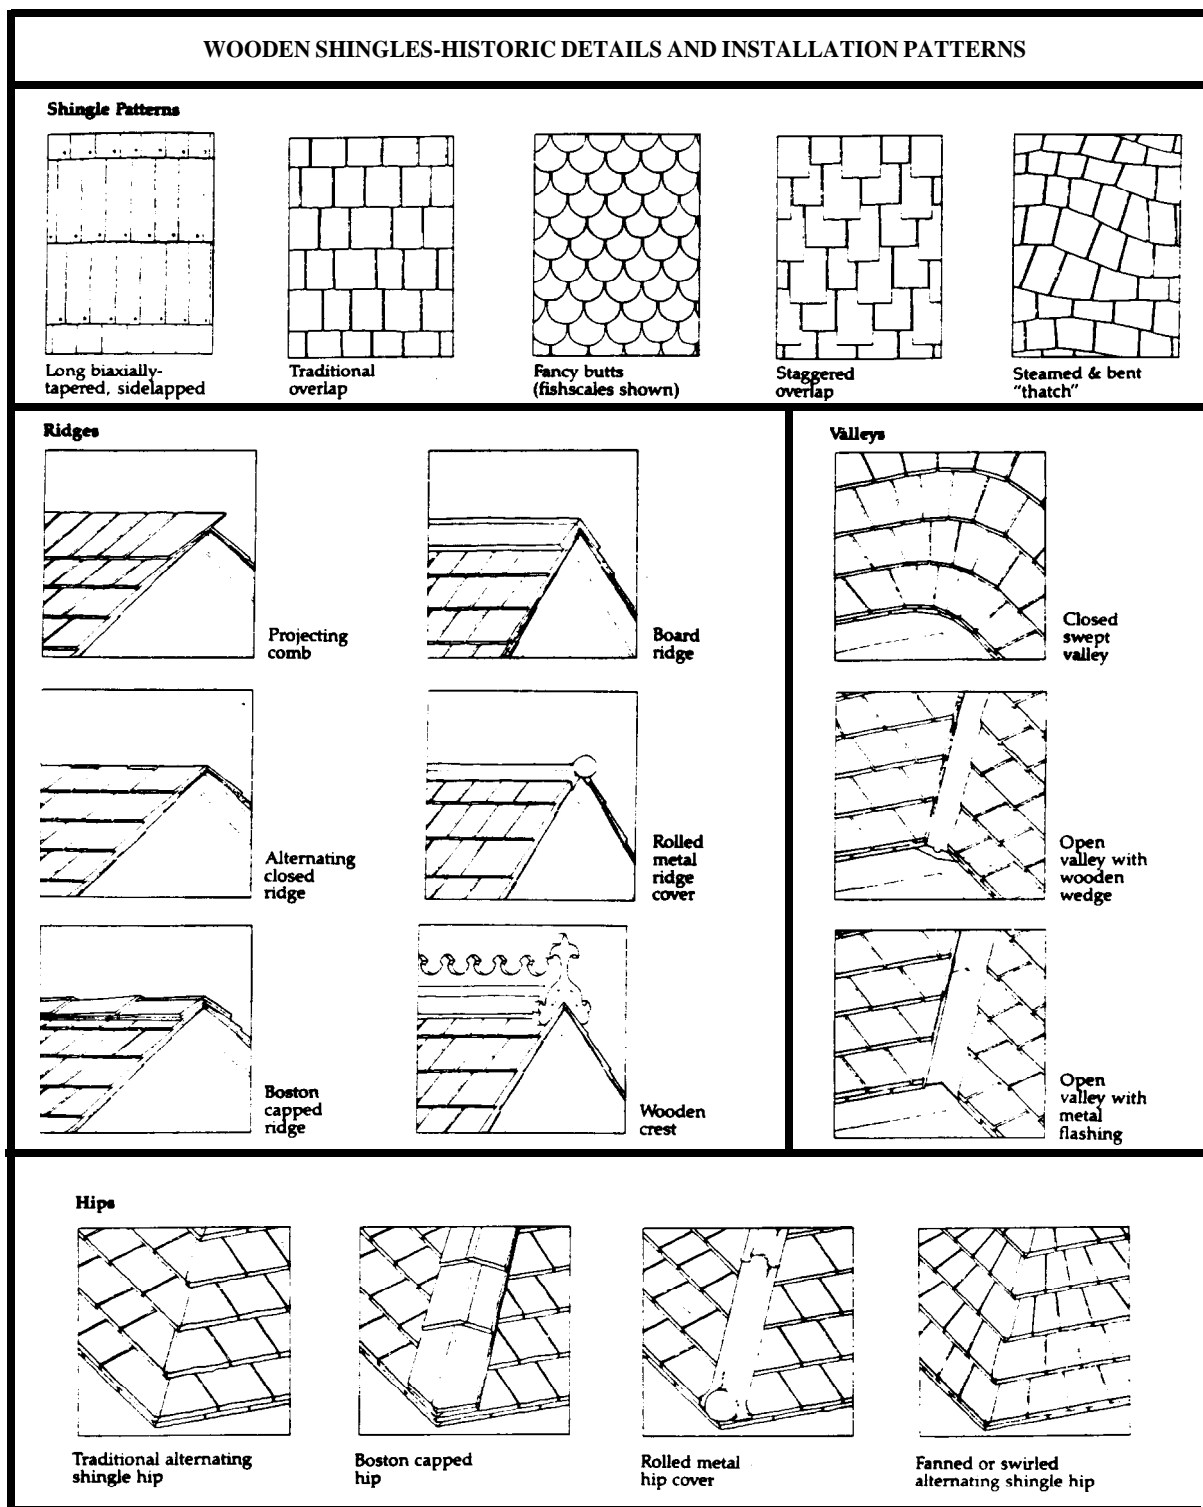 WOODEN SHINGLES-HISTORIC DETAILS AND INSTALLATION PATTERNS
Shingle Patterns
Long biaxially-
tapered, sidelapped
Traditional
overlap
Fancy butts
(fishscales shown)
Staggered
overlap
Steamed & bent
"thatch"
Ridges
Projecting
comb
Board
ridge
Alternating
closed
ridge
Rolled
metal
ridge
cover
Boston
capped
ridge
Wooden
crest
Valleys
Closed
swept
valley
Open
valley with
wooden
wedge
Open
valley with
metal
flashing
Hips
Traditional alternating
shingle hip
Boston capped
hip
Rolled metal
hip cover
Fanned or swirled
alternating shingle hip